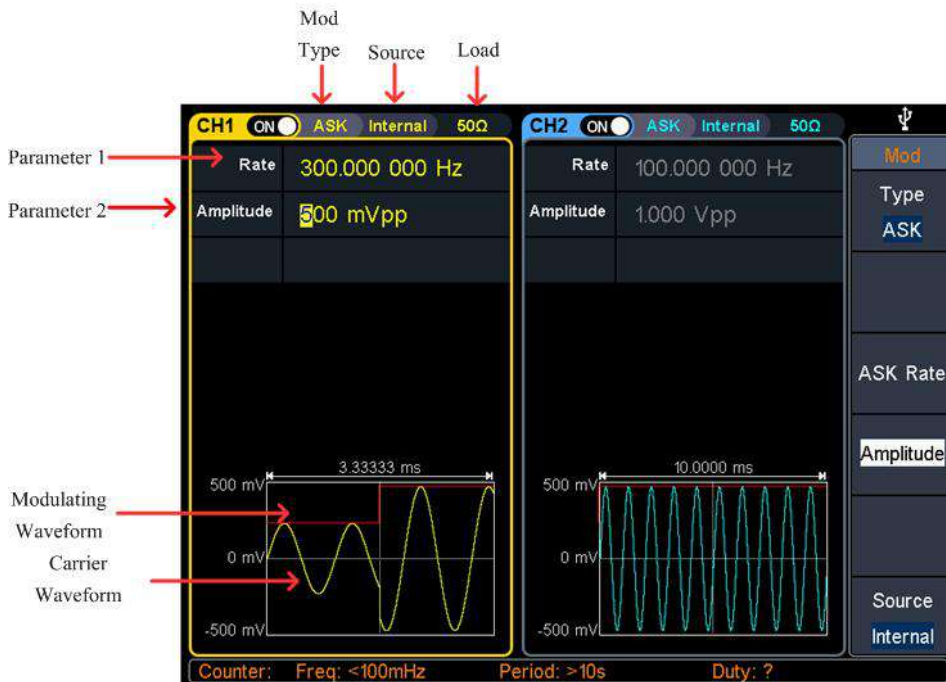 Mod
Type
Source
Load
CH1 ON ASK Internal 50Ω
CH2 ON ASK Internal 50Ω
Parameter 1
Rate 300.000 000 Hz
Rate 100.000 000 Hz
Parameter 2
Amplitude 500 mVpp
Amplitude 1.000 Vpp
Mod
Type
ASK
ASK Rate
Amplitude
Source
Internal
3.33333 ms
500 mV
0 mV
-500 mV
10.0000 ms
500 mV
0 mV
-500 mV
Modulating
Waveform
Carrier
Waveform
Counter: Freq: <100mHz Period: >10s Duty: ?